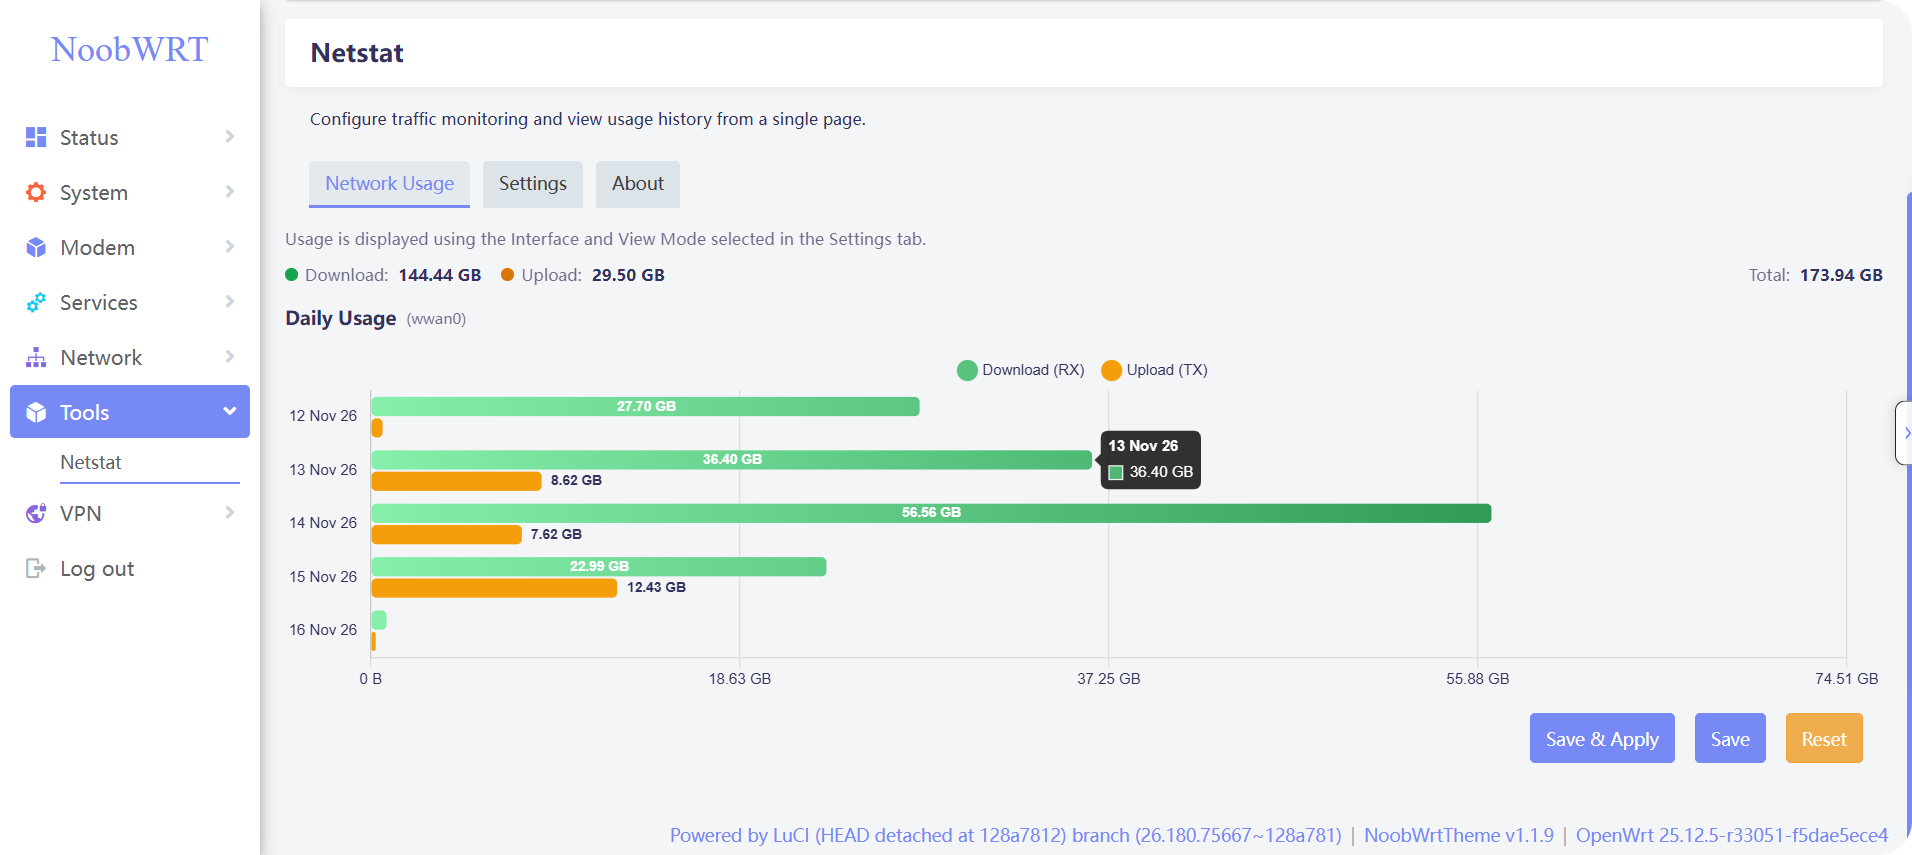 NoobWRT
Status
System
Modem
Services
Network
Tools
Netstat
VPN
Log out
Netstat
Configure traffic monitoring and view usage history from a single page.
Network Usage Settings About
Usage is displayed using the Interface and View Mode selected in the Settings tab.
Download: 144.44 GB Upload: 29.50 GB Total: 173.94 GB
Daily Usage (wwan0)
Download (RX) Upload (TX)
12 Nov 26 27.70 GB
13 Nov 26 36.40 GB
8.62 GB
13 Nov 26
36.40 GB
14 Nov 26 56.56 GB
7.62 GB
15 Nov 26 22.99 GB
12.43 GB
16 Nov 26
0 B 18.63 GB 37.25 GB 55.88 GB 74.51 GB
Save & Apply Save Reset
Powered by LuCI (HEAD detached at 128a7812) branch (26.180.75667~128a781) | NoobWrtTheme v1.1.9 | OpenWrt 25.12.5-r33051-f5dae5ece4